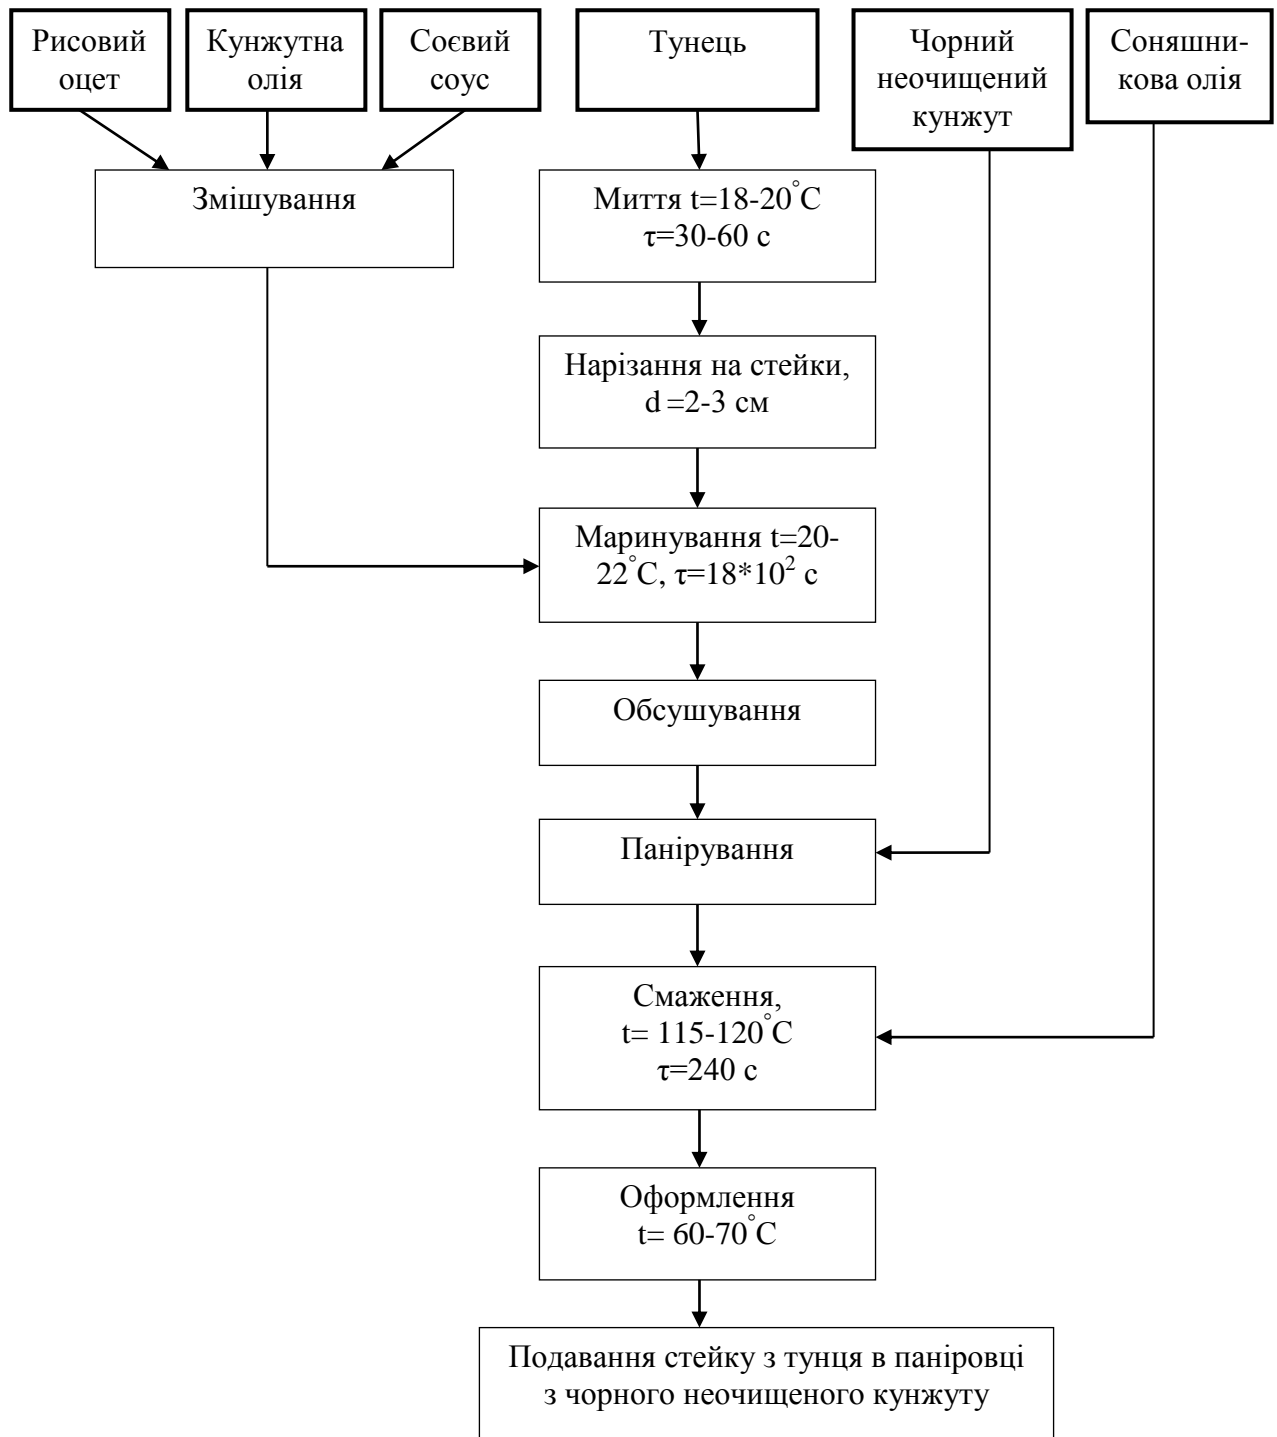 Рисовий
оцет
Кунжутна
олія
Соєвий
соус
Тунець
Чорний
неочищений
кунжут
Соняшни-
кова олія
Змішування
Миття t=18-20°C
τ=30-60 с
Нарізання на стейки,
d =2-3 см
Маринування t=20-
22°C, τ=18*10² с
Обсушування
Панірування
Смаження,
t= 115-120°C
τ=240 с
Оформлення
t= 60-70°C
Подавання стейку з тунця в паніровці
з чорного неочищеного кунжуту